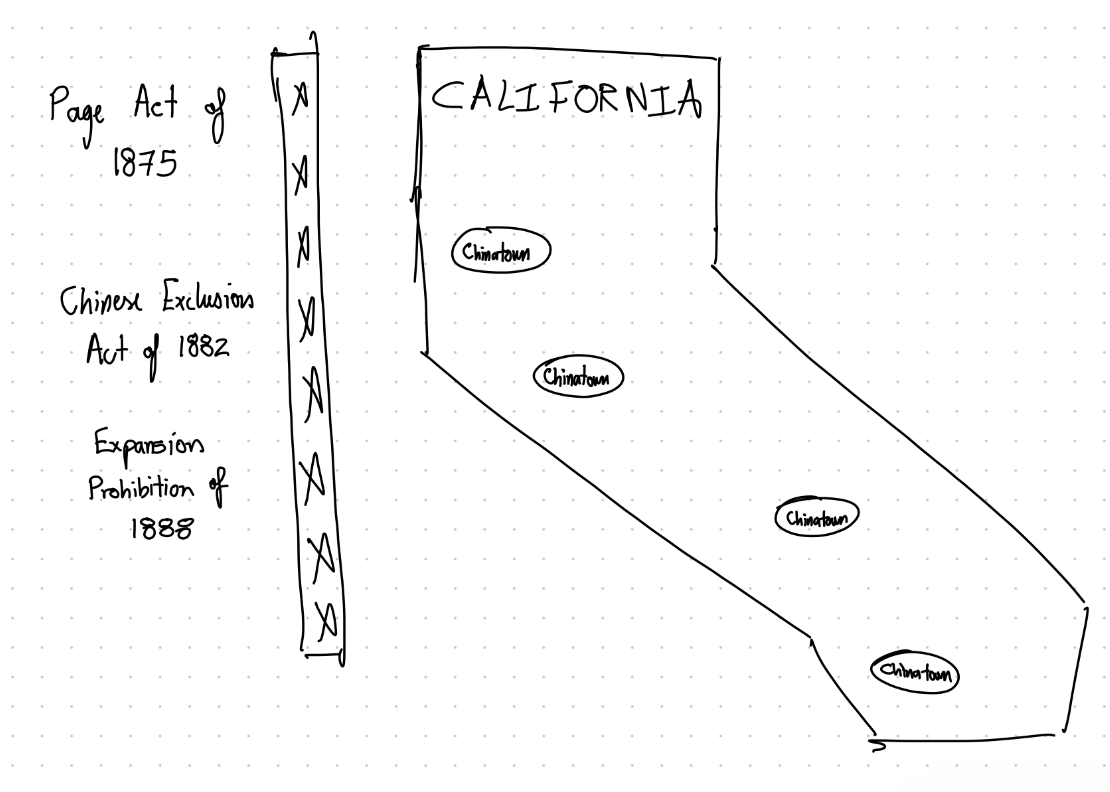 Page Act of
1875
Chinese Exclusion
Act of 1882
Expansion
Prohibition of
1888
CALIFORNIA
Chinatown
Chinatown
Chinatown
Chinatown